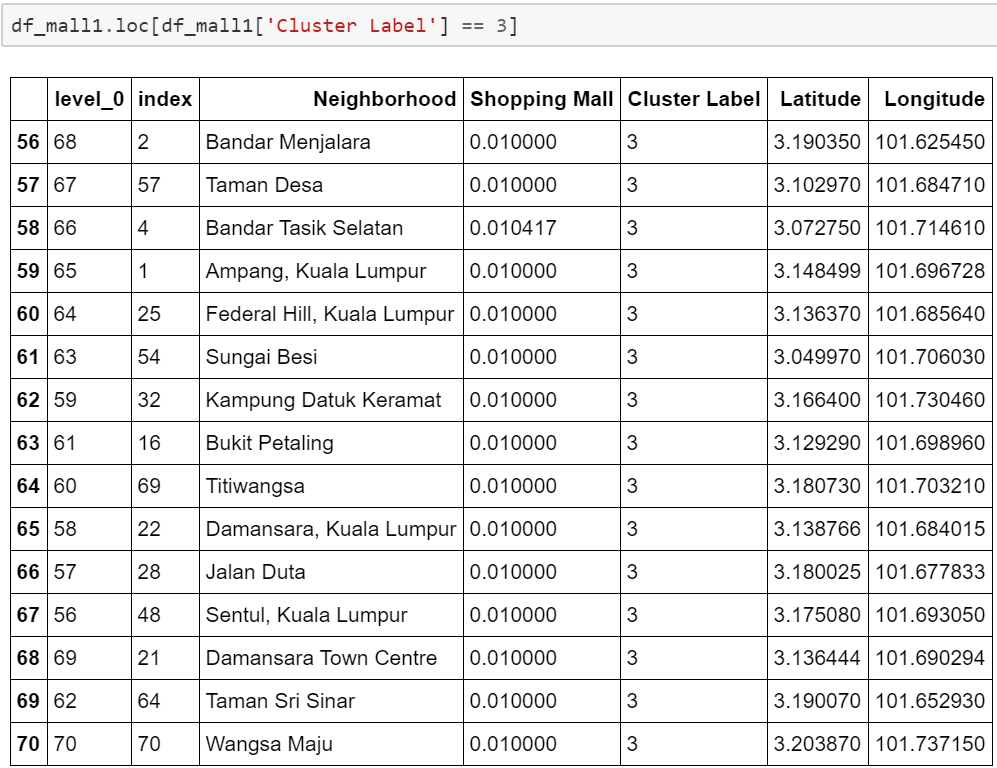 df_mall1.loc[df_mall1['Cluster Label'] == 3]
level_0 index Neighborhood Shopping Mall Cluster Label Latitude Longitude
56 68 2 Bandar Menjalara 0.010000 3 3.190350 101.625450
57 67 57 Taman Desa 0.010000 3 3.102970 101.684710
58 66 4 Bandar Tasik Selatan 0.010417 3 3.072750 101.714610
59 65 1 Ampang, Kuala Lumpur 0.010000 3 3.148499 101.696728
60 64 25 Federal Hill, Kuala Lumpur 0.010000 3 3.136370 101.685640
61 63 54 Sungai Besi 0.010000 3 3.049970 101.706030
62 59 32 Kampung Datuk Keramat 0.010000 3 3.166400 101.730460
63 61 16 Bukit Petaling 0.010000 3 3.129290 101.698960
64 60 69 Titiwangsa 0.010000 3 3.180730 101.703210
65 58 22 Damansara, Kuala Lumpur 0.010000 3 3.138766 101.684015
66 57 28 Jalan Duta 0.010000 3 3.180025 101.677833
67 56 48 Sentul, Kuala Lumpur 0.010000 3 3.175080 101.693050
68 69 21 Damansara Town Centre 0.010000 3 3.136444 101.690294
69 62 64 Taman Sri Sinar 0.010000 3 3.190070 101.652930
70 70 70 Wangsa Maju 0.010000 3 3.203870 101.737150